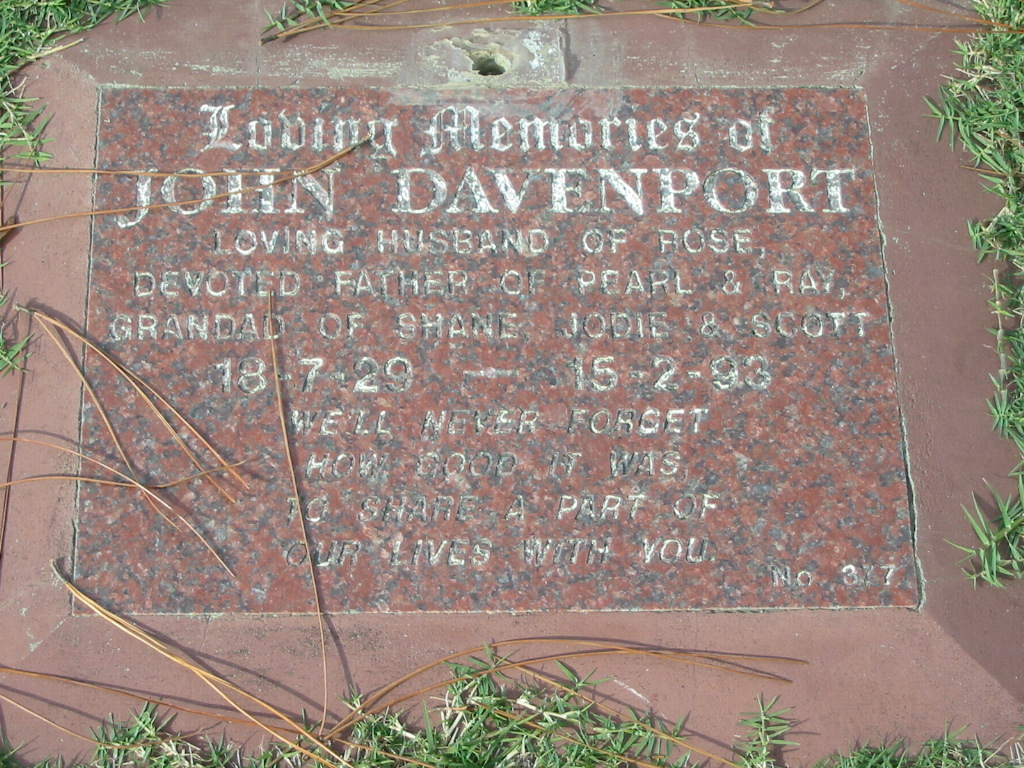 Loving Memories of
JOHN DAVENPORT
LOVING HUSBAND OF ROSE,
DEVOTED FATHER OF PEARL & RAY,
GRANDAD OF SHANE, JODIE & SCOTT
18-7-29 — 15-2-93
WE'LL NEVER FORGET
HOW GOOD IT WAS,
TO SHARE A PART OF
OUR LIVES WITH YOU.
No 377